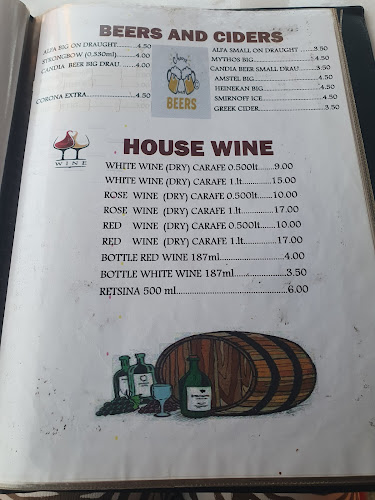 BEERS AND CIDERS
ALFA BIG ON DRAUGHT.........4.50
STRONGBOW (0.330ml)..........4.00
CANDIA BEER BIG DRAU......4.00
CORONA EXTRA......................4.50
Cheers
BEERS
ALFA SMALL ON DRAUGHT ......3.50
MYTHOS BIG..............................4.50
CANDIA BEER SMALL DRAU........3.50
AMSTEL BIG................................4.50
HEINEKAN BIG............................4.50
SMIRNOFF ICE............................4.50
GREEK CIDER.............................3.50
WINE
HOUSE WINE
WHITE WINE (DRY) CARAFE 0.500lt.......9.00
WHITE WINE (DRY) CARAFE 1.lt..............15.00
ROSE WINE (DRY) CARAFE 0.500lt.......10.00
ROSE WINE (DRY) CARAFE 1.lt..............17.00
RED WINE (DRY) CARAFE 0.500lt.......10.00
RED WINE (DRY) CARAFE 1.lt..............17.00
BOTTLE RED WINE 187ml.......................4.00
BOTTLE WHITE WINE 187ml...................3.50
RETSINA 500 ml......................................6.00